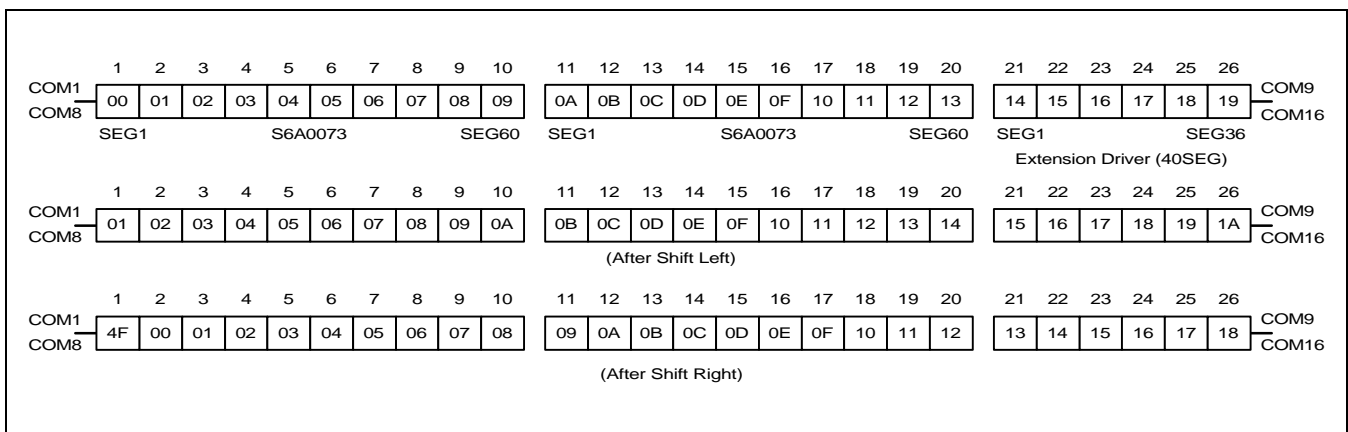 1 2 3 4 5 6 7 8 9 10 11 12 13 14 15 16 17 18 19 20 21 22 23 24 25 26
COM1 COM9
00 01 02 03 04 05 06 07 08 09 0A 0B 0C 0D 0E 0F 10 11 12 13 14 15 16 17 18 19
COM8 COM16
SEG1 S6A0073 SEG60 SEG1 S6A0073 SEG60 SEG1 SEG36
Extension Driver (40SEG)
1 2 3 4 5 6 7 8 9 10 11 12 13 14 15 16 17 18 19 20 21 22 23 24 25 26
COM1 COM9
01 02 03 04 05 06 07 08 09 0A 0B 0C 0D 0E 0F 10 11 12 13 14 15 16 17 18 19 1A
COM8 COM16
(After Shift Left)
1 2 3 4 5 6 7 8 9 10 11 12 13 14 15 16 17 18 19 20 21 22 23 24 25 26
COM1 COM9
4F 00 01 02 03 04 05 06 07 08 09 0A 0B 0C 0D 0E 0F 10 11 12 13 14 15 16 17 18
COM8 COM16
(After Shift Right)